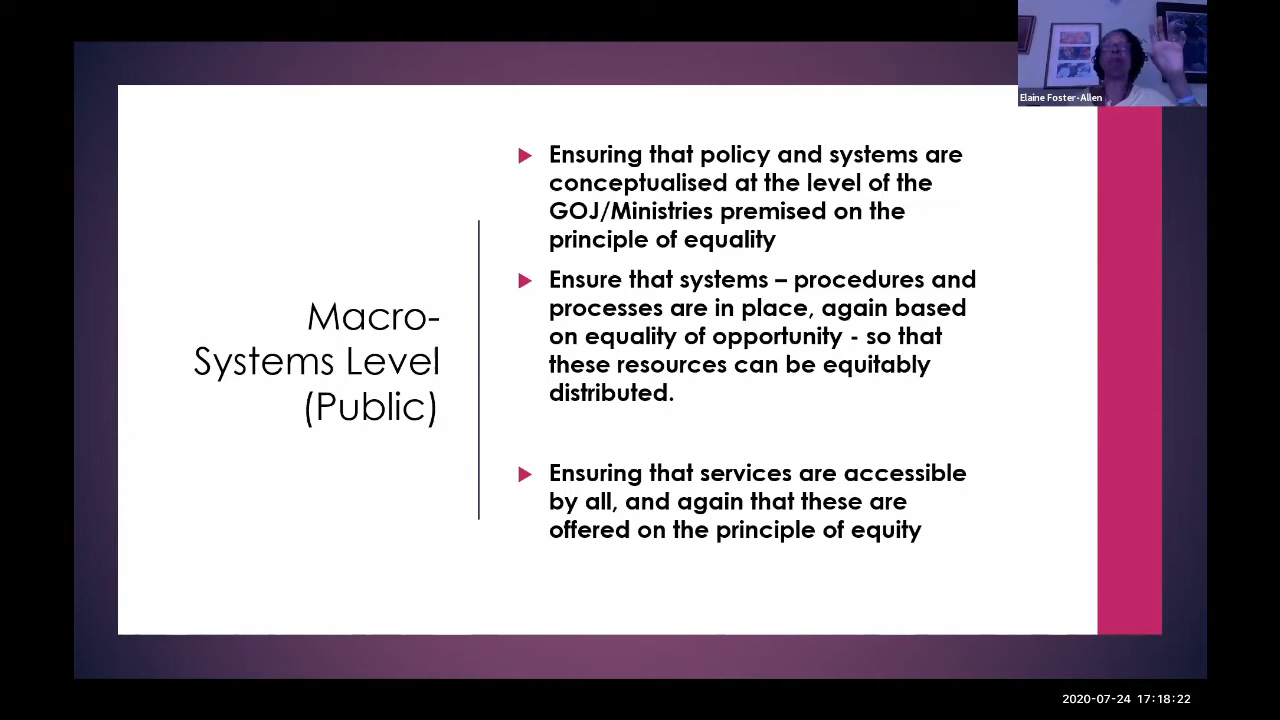 Elaine Foster-Allen
Macro-
Systems Level
(Public)
Ensuring that policy and systems are
conceptualised at the level of the
GOJ/Ministries premised on the
principle of equality
Ensure that systems – procedures and
processes are in place, again based
on equality of opportunity - so that
these resources can be equitably
distributed.
Ensuring that services are accessible
by all, and again that these are
offered on the principle of equity
2020-07-24 17:18:22